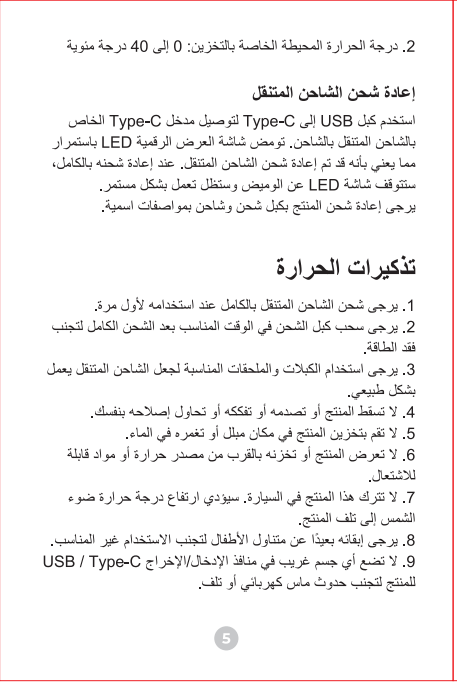 2. درجة الحرارة المحيطة الخاصة بالتخزين: 0 إلى 40 درجة مئوية
إعادة شحن الشاحن المتنقل
استخدم كبل USB إلى Type-C لتوصيل مدخل Type-C الخاص
بالشاحن المتنقل بالشاحن. تومض شاشة العرض الرقمية LED باستمرار
مما يعني بأنه قد تم إعادة شحن الشاحن المتنقل. عند إعادة شحنه بالكامل،
ستتوقف شاشة LED عن الوميض وستظل تعمل بشكل مستمر.
يرجى إعادة شحن المنتج بكبل شحن وشاحن بمواصفات اسمية.
تذكيرات الحرارة
1. يرجى شحن الشاحن المتنقل بالكامل عند استخدامه لأول مرة.
2. يرجى سحب كبل الشحن في الوقت المناسب بعد الشحن الكامل لتجنب
فقد الطاقة.
3. يرجى استخدام الكبلات والملحقات المناسبة لجعل الشاحن المتنقل يعمل
بشكل طبيعي.
4. لا تسقط المنتج أو تصدمه أو تفككه أو تحاول إصلاحه بنفسك.
5. لا تقم بتخزين المنتج في مكان مبلل أو تغمره في الماء.
6. لا تعرض المنتج أو تخزنه بالقرب من مصدر حرارة أو مواد قابلة
للاشتعال.
7. لا تترك هذا المنتج في السيارة. سيؤدي ارتفاع درجة حرارة ضوء
الشمس إلى تلف المنتج.
8. يرجى إبقائه بعيدًا عن متناول الأطفال لتجنب الاستخدام غير المناسب.
9. لا تضع أي جسم غريب في منافذ الإدخال/الإخراج USB / Type-C
للمنتج لتجنب حدوث ماس كهربائي أو تلف.
5